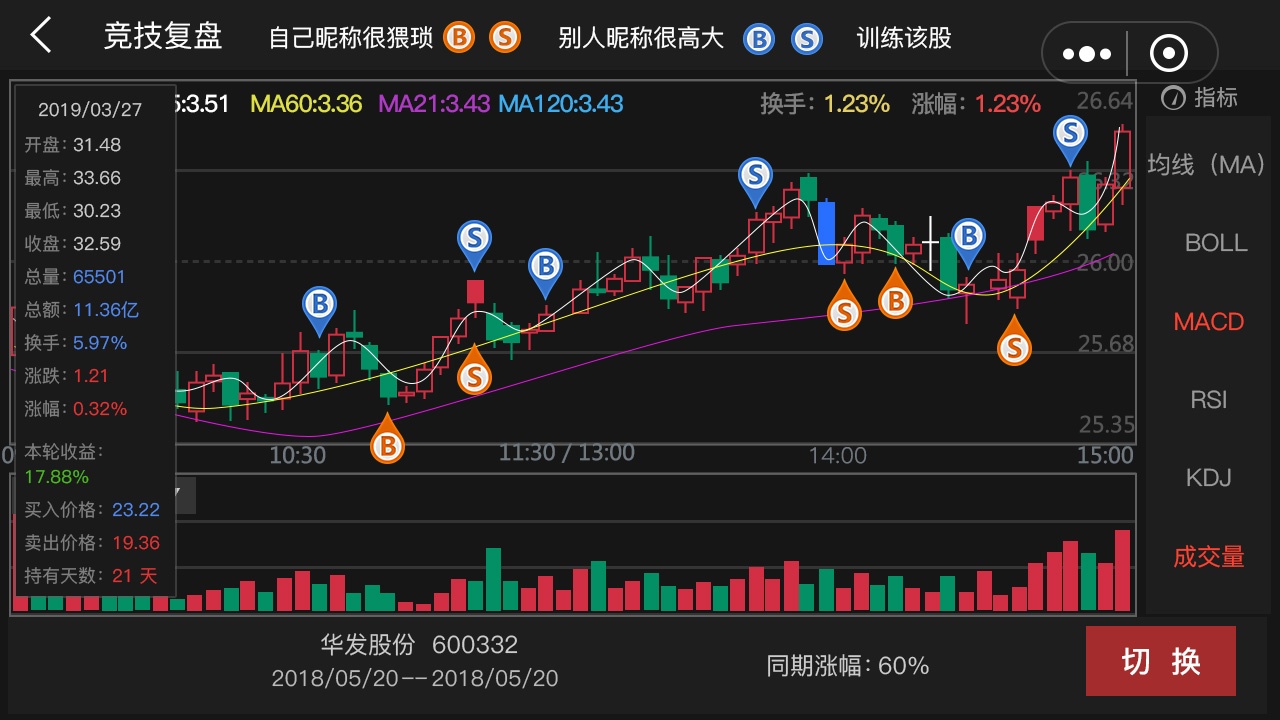 竞技复盘 自己昵称很猥琐 B S 别人昵称很高大 B S 训练该股
5:3.51 MA60:3.36 MA21:3.43 MA120:3.43 换手：1.23% 涨幅：1.23% 26.64
指标
2019/03/27
开盘：31.48
最高：33.66
最低：30.23
收盘：32.59
总量：65501
总额：11.36亿
换手：5.97%
涨跌：1.21
涨幅：0.32%
本轮收益：
17.88%
买入价格：23.22
卖出价格：19.36
持有天数：21 天
S
S
均线（MA）
26.32
S
B
B
BOLL
26.00
B
S
B
MACD
25.68
S
S
RSI
25.35
B
10:30 11:30 / 13:00 14:00 15:00
KDJ
成交量
华发股份 600332
2018/05/20--2018/05/20
同期涨幅：60%
切 换